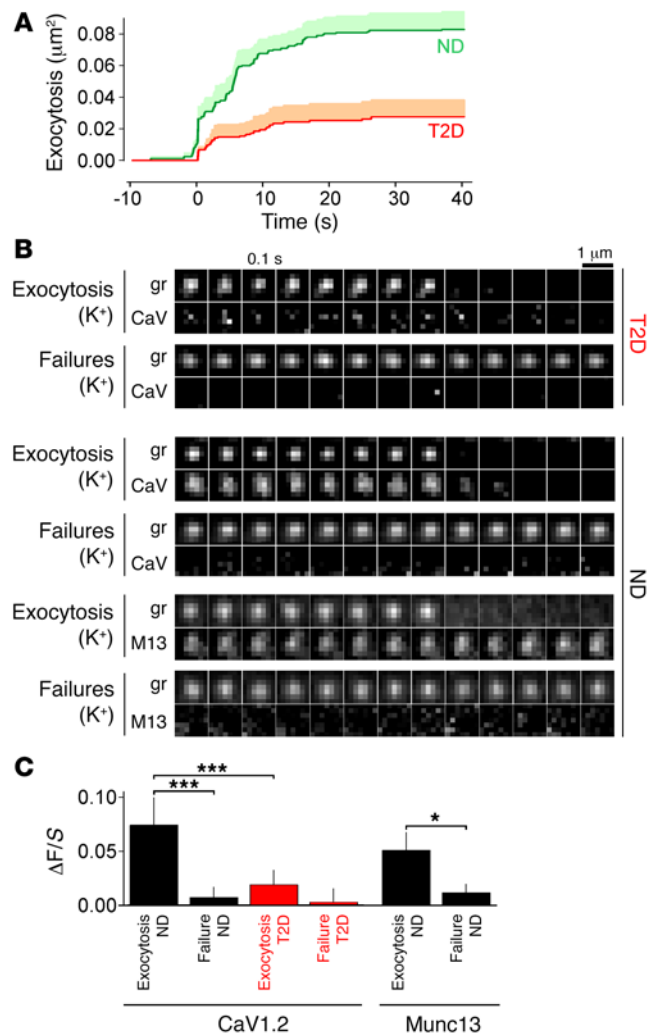 A
Exocytosis (μm²)
0.08
0.06
0.04
0.02
0.00
ND
T2D
-10 0 10 20 30 40
Time (s)
B
0.1 s
1 μm
Exocytosis
(K⁺)
gr
CaV
Failures
(K⁺)
gr
CaV
T2D
Exocytosis
(K⁺)
gr
CaV
Failures
(K⁺)
gr
CaV
Exocytosis
(K⁺)
gr
M13
Failures
(K⁺)
gr
M13
ND
C
ΔF/S
0.10
0.05
0.00
***
***
*
Exocytosis
ND
Failure
ND
Exocytosis
T2D
Failure
T2D
Exocytosis
ND
Failure
ND
CaV1.2
Munc13